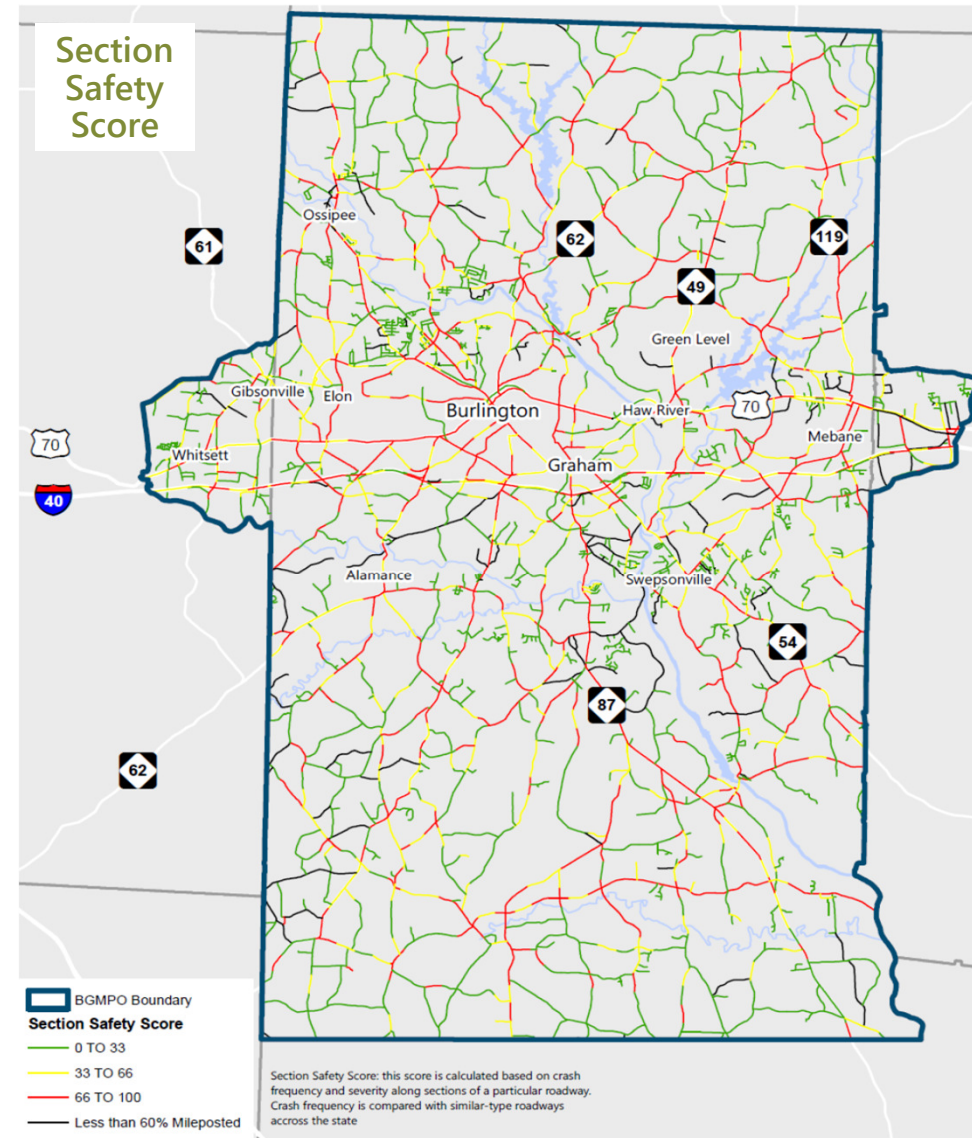 Section
Safety
Score
61
62
119
49
Ossipee
Green Level
Gibsonville
Elon
Burlington
Haw River
70
70
Whitsett
Mebane
Graham
40
Alamance
Swepsonville
54
87
62
BGMPO Boundary
Section Safety Score
0 TO 33
33 TO 66
66 TO 100
Less than 60% Mileposted
Section Safety Score: this score is calculated based on crash
frequency and severity along sections of a particular roadway.
Crash frequency is compared with similar-type roadways
accross the state